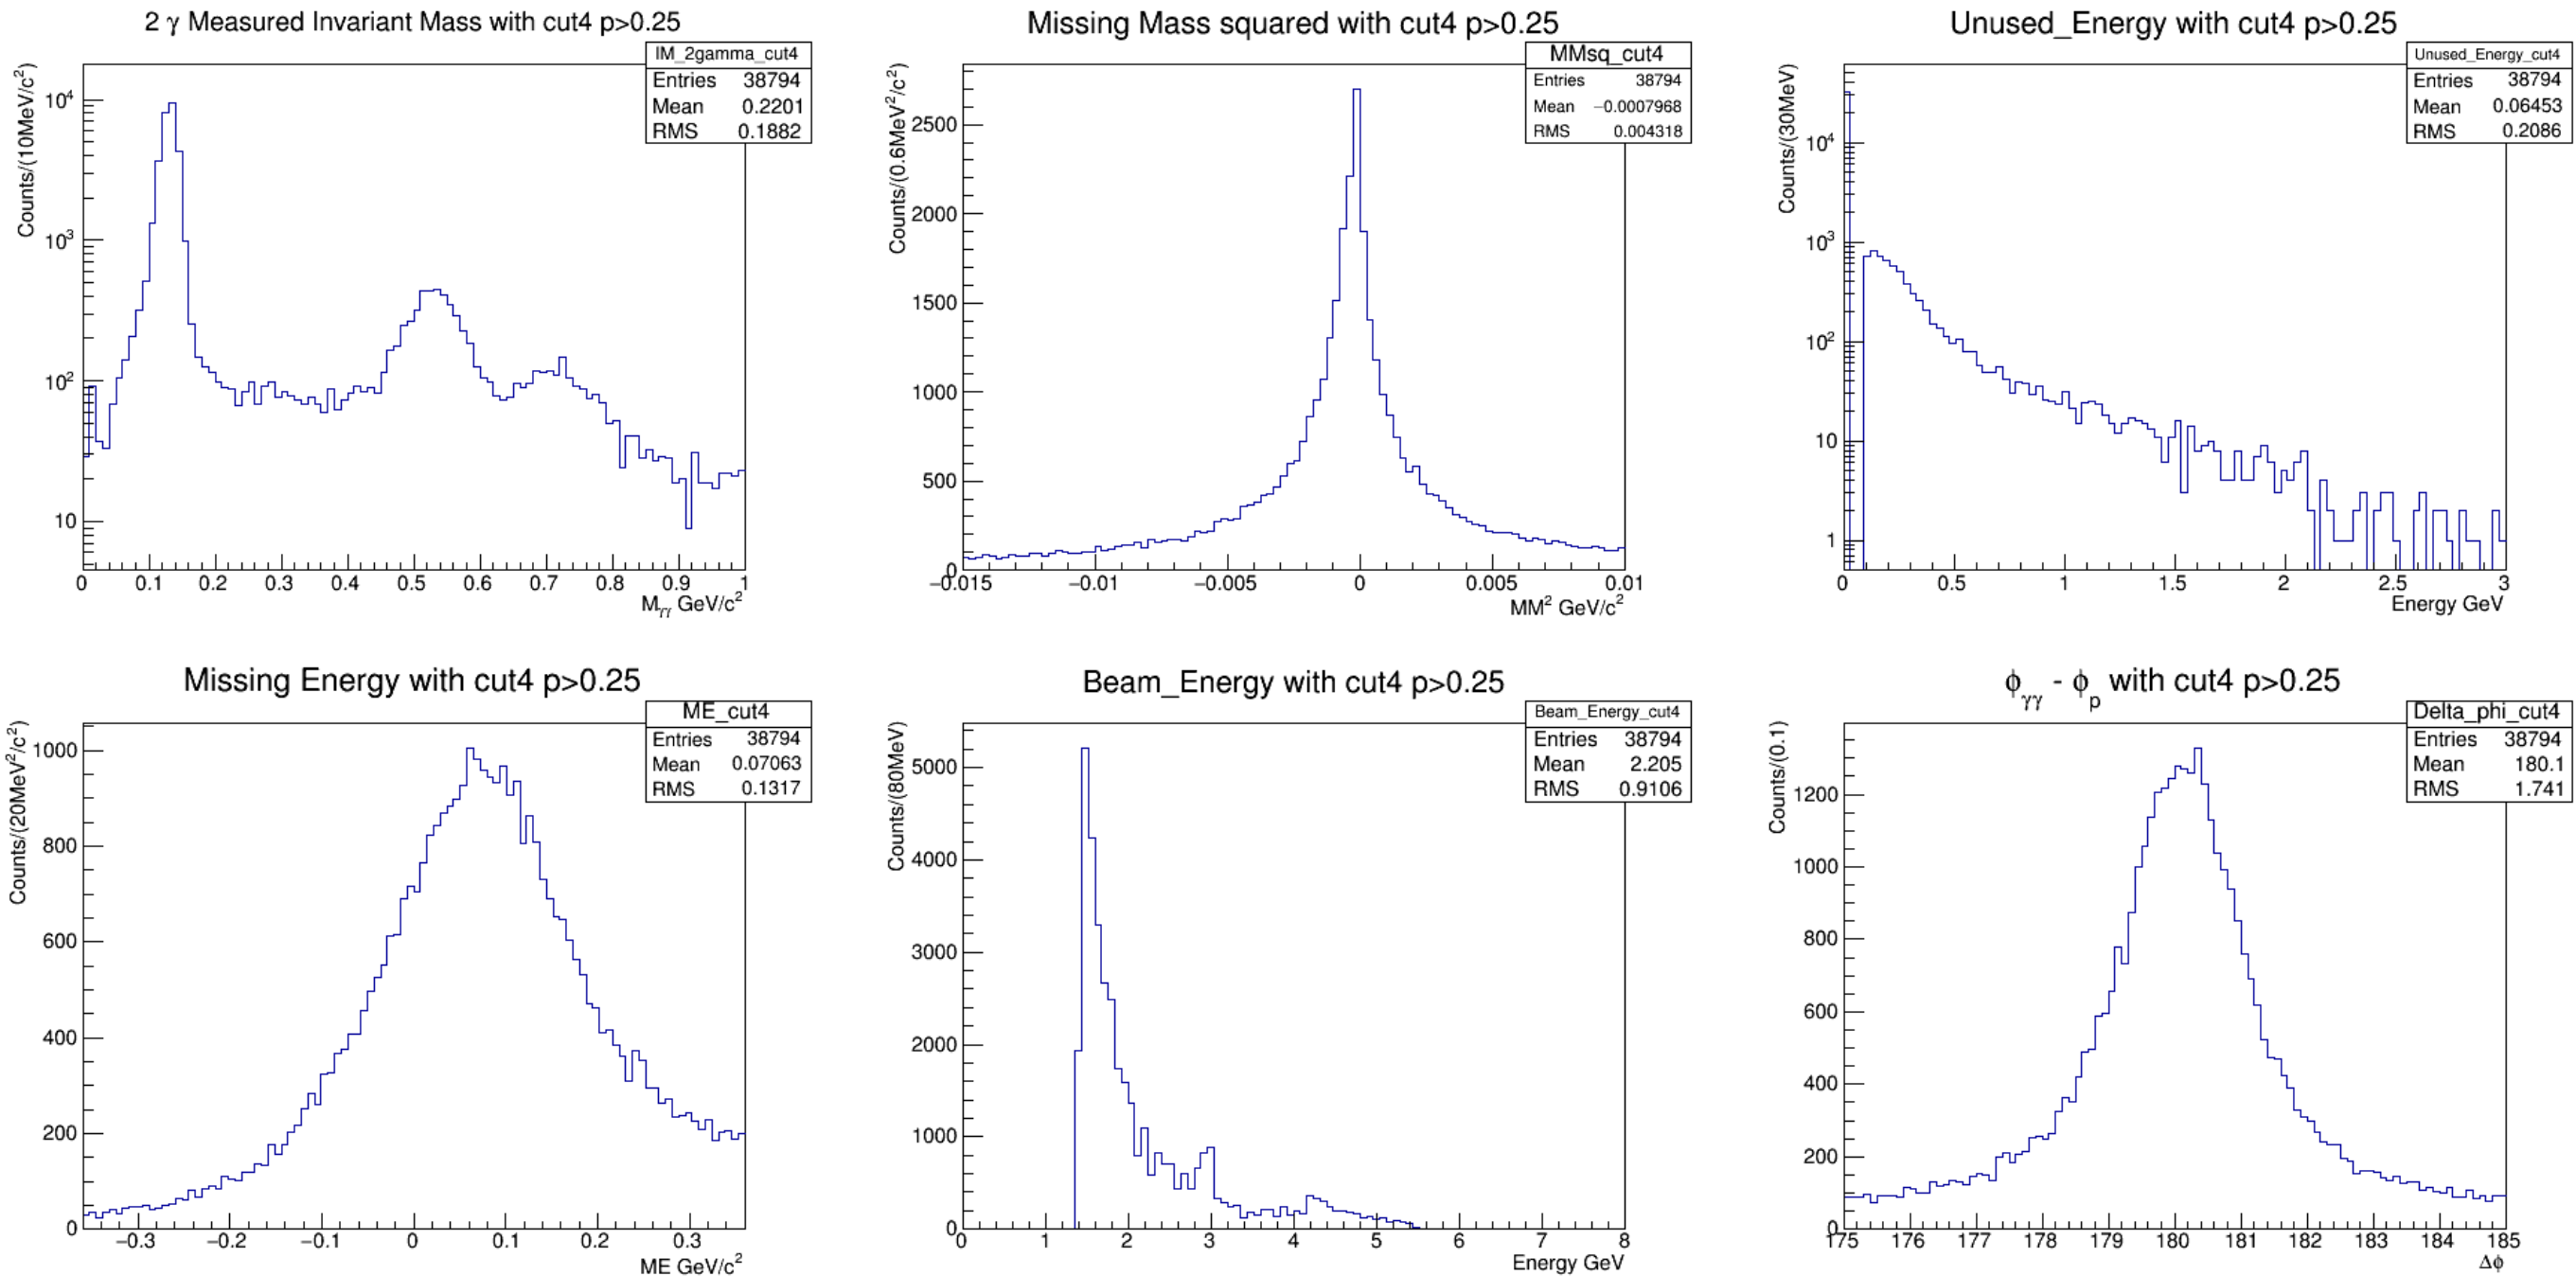 2 γ Measured Invariant Mass with cut4 p>0.25
IM_2gamma_cut4
Entries 38794
Mean 0.2201
RMS 0.1882
Counts/(10MeV/c²)
10⁴
10³
10²
10
0 0.1 0.2 0.3 0.4 0.5 0.6 0.7 0.8 0.9 1
Mγγ GeV/c²
Missing Mass squared with cut4 p>0.25
MMsq_cut4
Entries 38794
Mean −0.0007968
RMS 0.004318
Counts/(0.6MeV²/c²)
2500
2000
1500
1000
500
0
−0.015 −0.01 −0.005 0 0.005 0.01
MM² GeV/c²
Unused_Energy with cut4 p>0.25
Unused_Energy_cut4
Entries 38794
Mean 0.06453
RMS 0.2086
Counts/(30MeV)
10⁴
10³
10²
10
1
0 0.5 1 1.5 2 2.5 3
Energy GeV
Missing Energy with cut4 p>0.25
ME_cut4
Entries 38794
Mean 0.07063
RMS 0.1317
Counts/(20MeV²/c²)
1000
800
600
400
200
0
−0.3 −0.2 −0.1 0 0.1 0.2 0.3
ME GeV/c²
Beam_Energy with cut4 p>0.25
Beam_Energy_cut4
Entries 38794
Mean 2.205
RMS 0.9106
Counts/(80MeV)
5000
4000
3000
2000
1000
0
0 1 2 3 4 5 6 7 8
Energy GeV
ϕγγ - ϕp with cut4 p>0.25
Delta_phi_cut4
Entries 38794
Mean 180.1
RMS 1.741
Counts/(0.1)
1200
1000
800
600
400
200
0
175 176 177 178 179 180 181 182 183 184 185
Δϕ